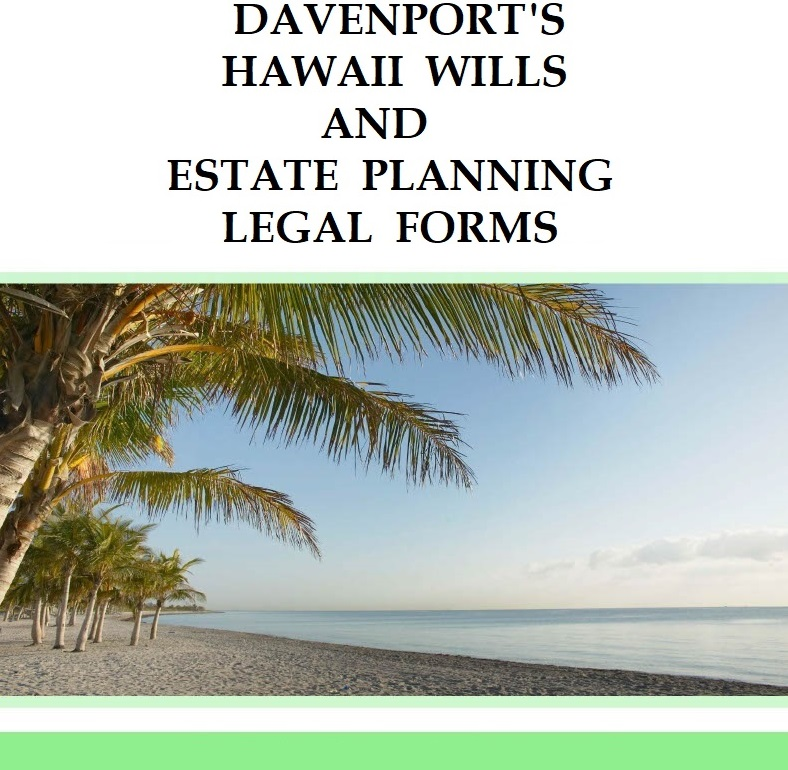 DAVENPORT'S
HAWAII WILLS
AND
ESTATE PLANNING
LEGAL FORMS